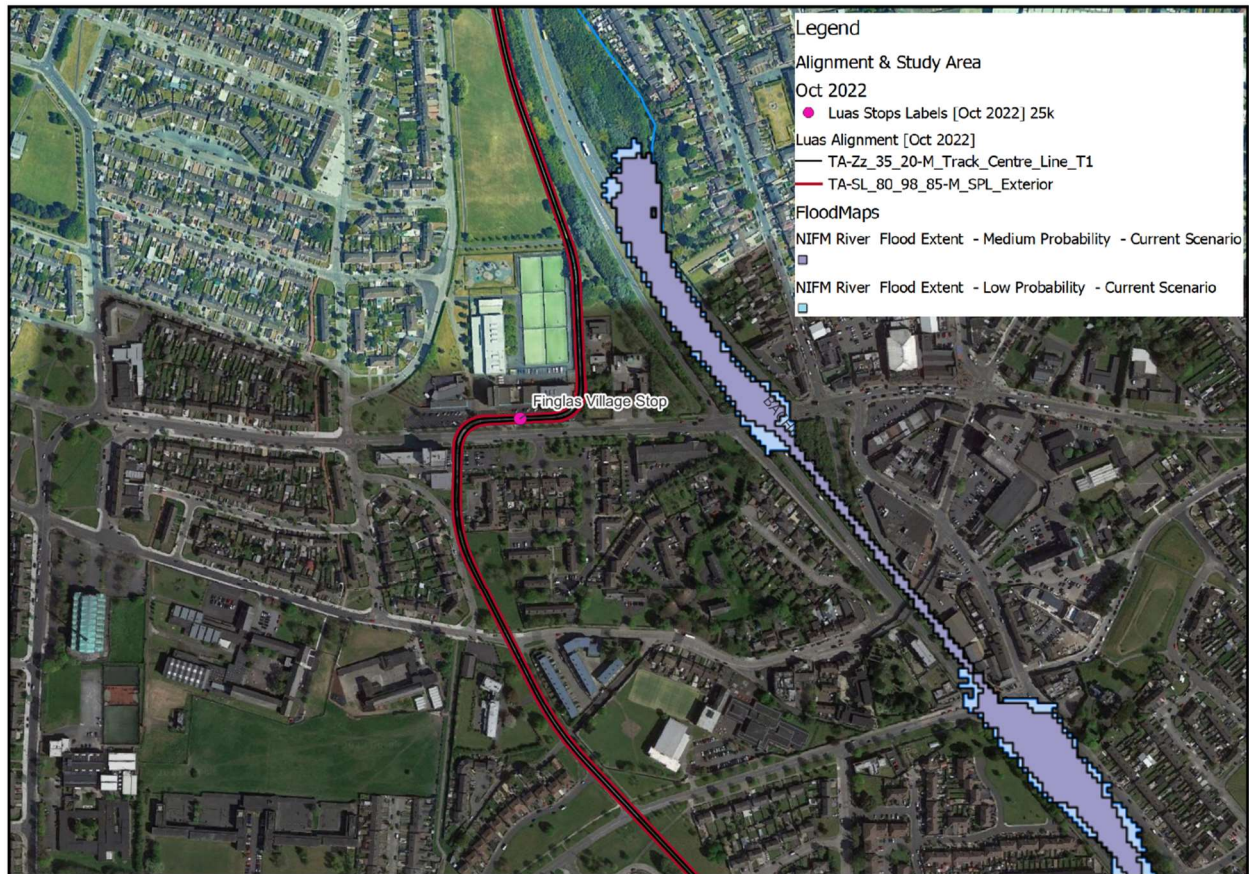 Legend
Alignment & Study Area
Oct 2022
Luas Stops Labels [Oct 2022] 25k
Luas Alignment [Oct 2022]
TA-Zz_35_20-M_Track_Centre_Line_T1
TA-SL_80_98_85-M_SPL_Exterior
FloodMaps
NIFM River Flood Extent - Medium Probability - Current Scenario
NIFM River Flood Extent - Low Probability - Current Scenario
Finglas Village Stop